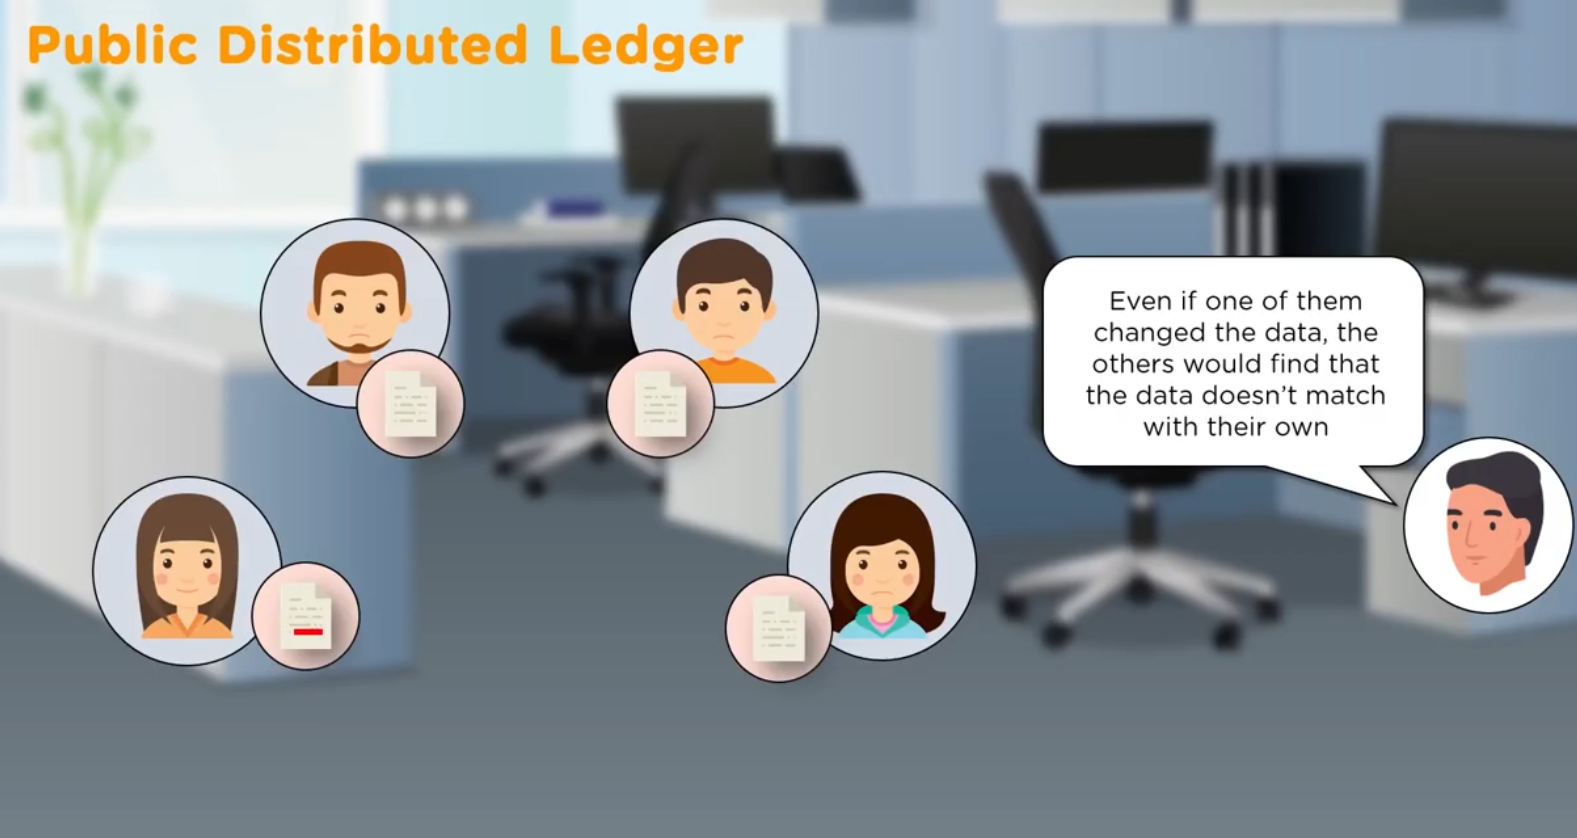 Public Distributed Ledger
Even if one of them
changed the data, the
others would find that
the data doesn't match
with their own